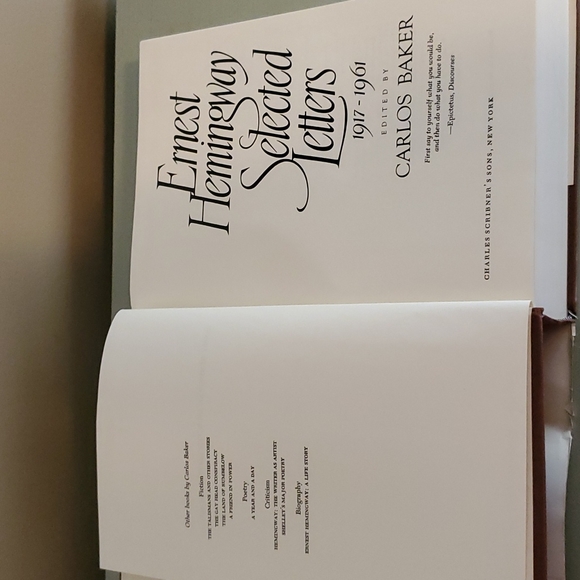 Other books by Carlos Baker
Fiction
THE TALISMANS AND OTHER STORIES
THE GAY HEAD CONSPIRACY
THE LAND OF RUMBELOW
A FRIEND IN POWER
Poetry
A YEAR AND A DAY
Criticism
HEMINGWAY: THE WRITER AS ARTIST
SHELLEY'S MAJOR POETRY
Biography
ERNEST HEMINGWAY: A LIFE STORY
Ernest
Hemingway
Selected
Letters
1917 - 1961
EDITED BY
CARLOS BAKER
First say to yourself what you would be,
and then do what you have to do.
—Epictetus, Discourses
CHARLES SCRIBNER'S SONS, NEW YORK